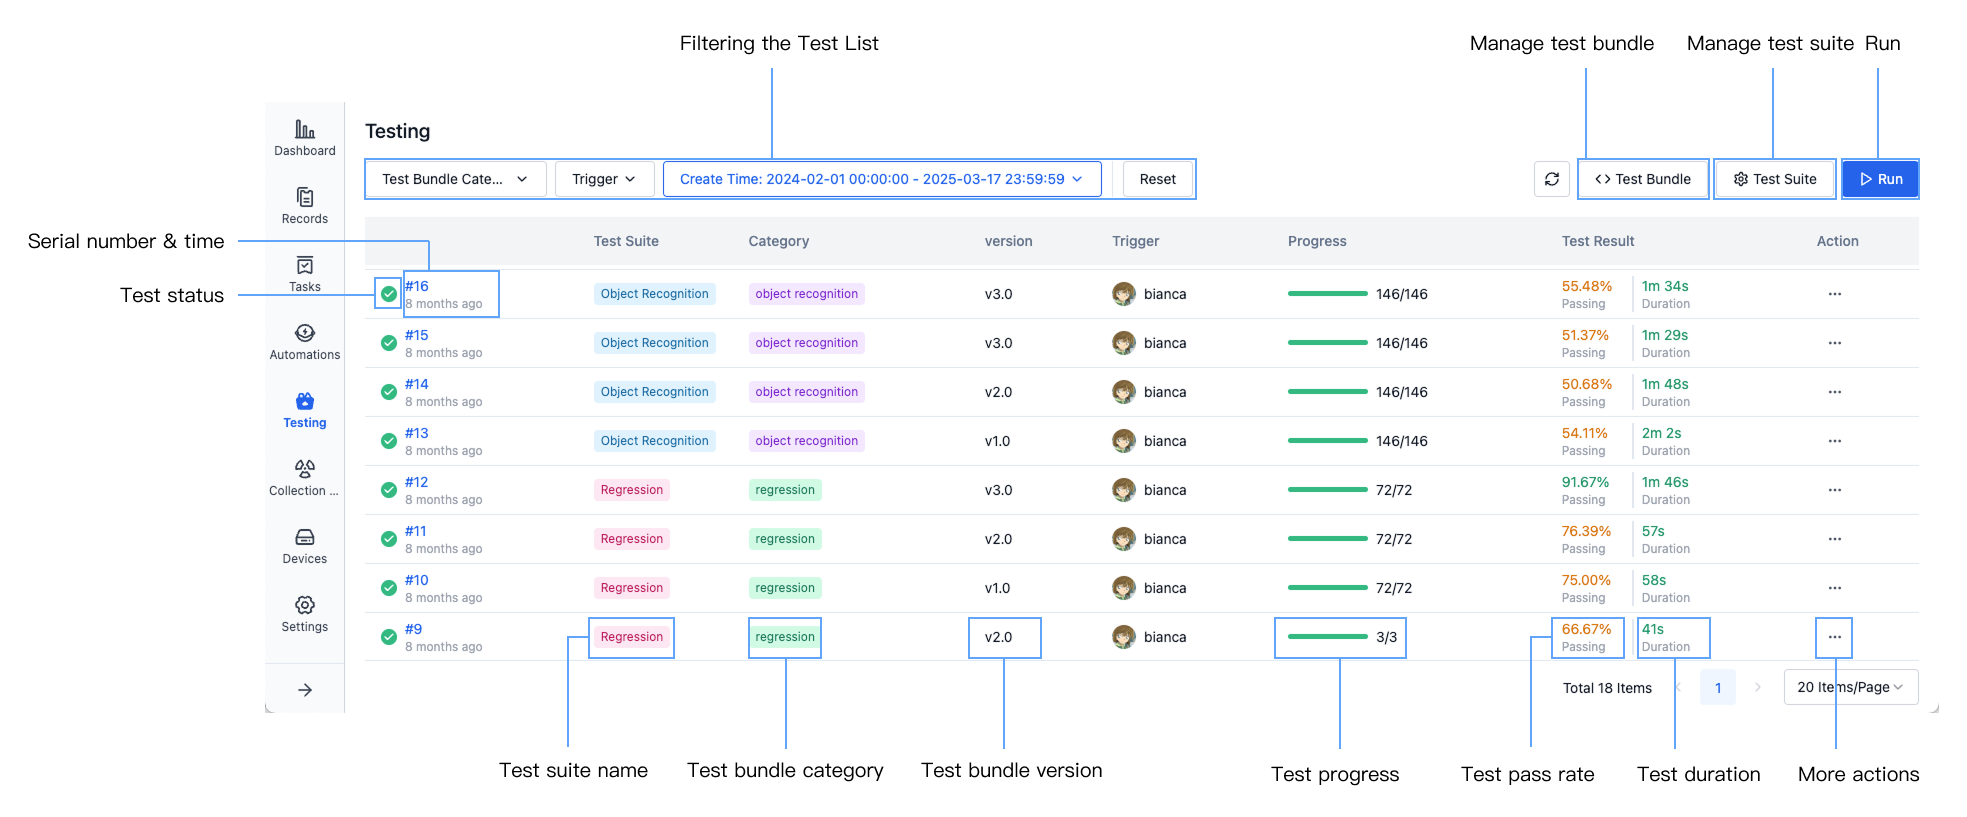 Filtering the Test List
Manage test bundle
Manage test suite
Run
Dashboard
Records
Tasks
Automations
Testing
Collection ...
Devices
Settings
Testing
Test Bundle Cate...
Trigger
Create Time: 2024-02-01 00:00:00 - 2025-03-17 23:59:59
Reset
Test Bundle
Test Suite
Run
Serial number & time
Test status
Test Suite Category version Trigger Progress Test Result Action
#16 Object Recognition object recognition v3.0 bianca 146/146 55.48% 1m 34s ···
8 months ago Passing Duration
#15 Object Recognition object recognition v3.0 bianca 146/146 51.37% 1m 29s ···
8 months ago Passing Duration
#14 Object Recognition object recognition v2.0 bianca 146/146 50.68% 1m 48s ···
8 months ago Passing Duration
#13 Object Recognition object recognition v1.0 bianca 146/146 54.11% 2m 2s ···
8 months ago Passing Duration
#12 Regression regression v3.0 bianca 72/72 91.67% 1m 46s ···
8 months ago Passing Duration
#11 Regression regression v2.0 bianca 72/72 76.39% 57s ···
8 months ago Passing Duration
#10 Regression regression v1.0 bianca 72/72 75.00% 58s ···
8 months ago Passing Duration
#9 Regression regression v2.0 bianca 3/3 66.67% 41s ···
8 months ago Passing Duration
Total 18 Items
1
20 Items/Page
Test suite name
Test bundle category
Test bundle version
Test progress
Test pass rate
Test duration
More actions